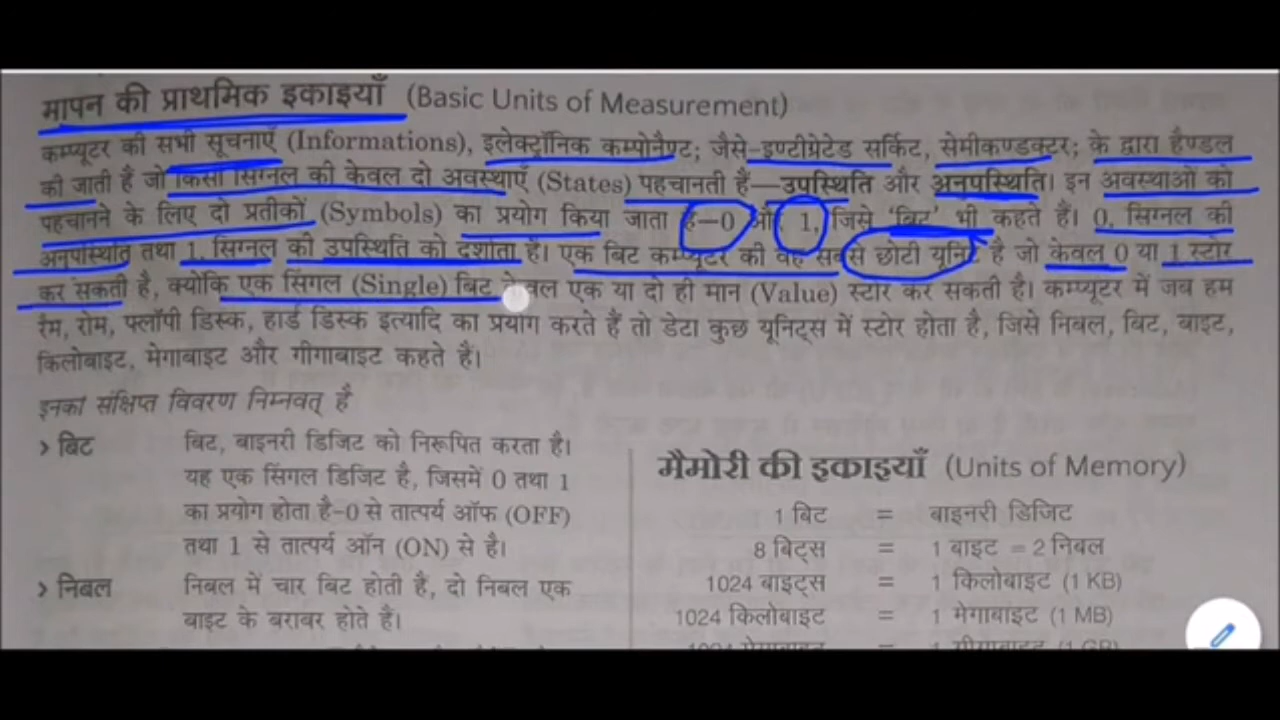 मापन की प्राथमिक इकाइयाँ (Basic Units of Measurement)
कम्प्यूटर की सभी सूचनाएँ (Informations), इलेक्ट्रॉनिक कम्पोनैण्ट; जैसे-इण्टीग्रेटेड सर्किट, सेमीकण्डक्टर; के द्वारा हैण्डल
की जाती हैं जो किसी सिग्नल की केवल दो अवस्थाएँ (States) पहचानती हैं—उपस्थिति और अनुपस्थिति। इन अवस्थाओं को
पहचानने के लिए दो प्रतीकों (Symbols) का प्रयोग किया जाता है—0 और 1, जिसे 'बिट' भी कहते हैं। 0, सिग्नल की
अनुपस्थिति तथा 1, सिग्नल की उपस्थिति को दर्शाता है। एक बिट कम्प्यूटर की वह सबसे छोटी यूनिट है जो केवल 0 या 1 स्टोर
कर सकती है, क्योंकि एक सिंगल (Single) बिट केवल एक या दो ही मान (Value) स्टोर कर सकती है। कम्प्यूटर में जब हम
रैम, रोम, फ्लॉपी डिस्क, हार्ड डिस्क इत्यादि का प्रयोग करते हैं तो डेटा कुछ यूनिट्स में स्टोर होता है, जिसे निबल, बिट, बाइट,
किलोबाइट, मेगाबाइट और गीगाबाइट कहते हैं।
इनका संक्षिप्त विवरण निम्नवत् है
› बिट बिट, बाइनरी डिजिट को निरूपित करता है।
यह एक सिंगल डिजिट है, जिसमें 0 तथा 1
का प्रयोग होता है-0 से तात्पर्य ऑफ (OFF)
तथा 1 से तात्पर्य ऑन (ON) से है।
› निबल निबल में चार बिट होती हैं, दो निबल एक
बाइट के बराबर होते हैं।
मैमोरी की इकाइयाँ (Units of Memory)
1 बिट = बाइनरी डिजिट
8 बिट्स = 1 बाइट = 2 निबल
1024 बाइट्स = 1 किलोबाइट (1 KB)
1024 किलोबाइट = 1 मेगाबाइट (1 MB)
1024 मेगाबाइट = 1 गीगाबाइट (1 GB)